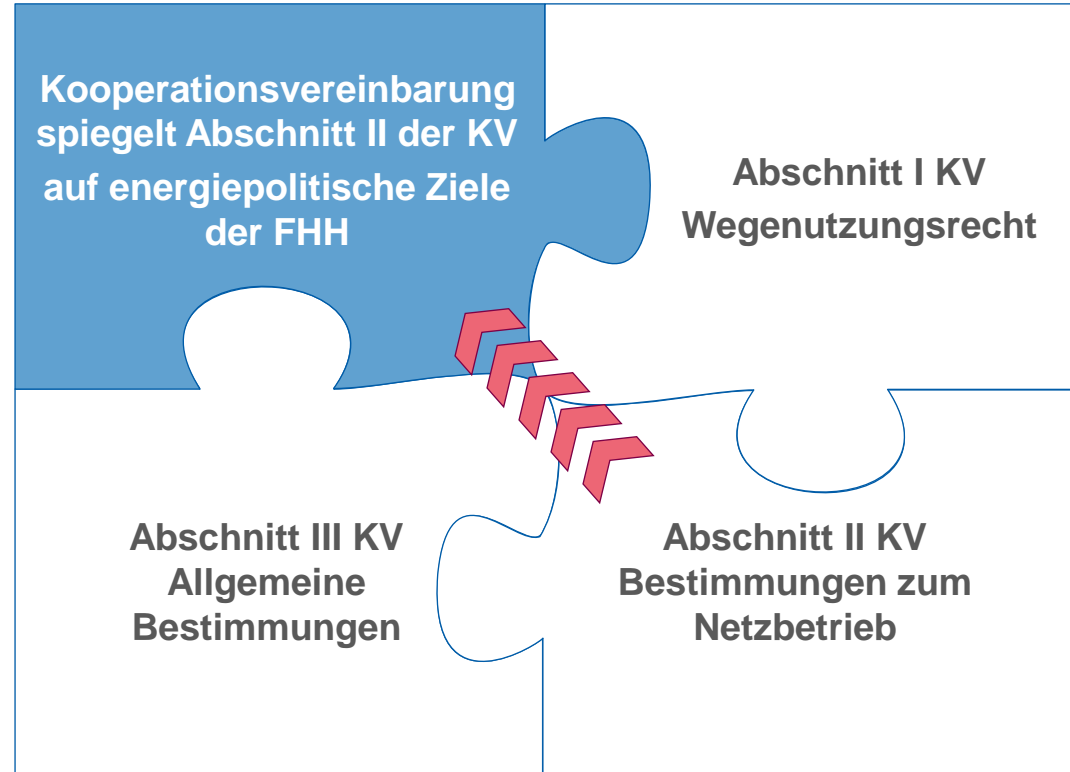 Kooperationsvereinbarung
spiegelt Abschnitt II der KV
auf energiepolitische Ziele
der FHH
Abschnitt I KV
Wegenutzungsrecht
Abschnitt III KV
Allgemeine
Bestimmungen
Abschnitt II KV
Bestimmungen zum
Netzbetrieb